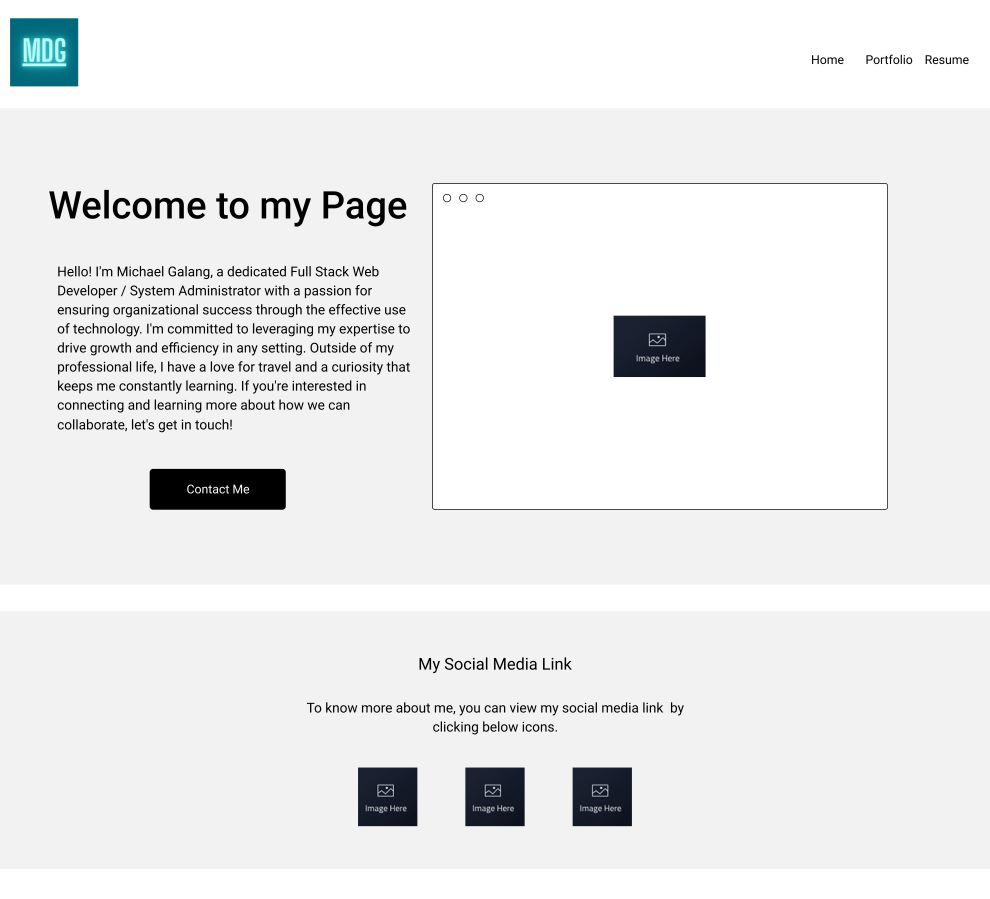 MDG
Home Portfolio Resume
Welcome to my Page
Hello! I'm Michael Galang, a dedicated Full Stack Web
Developer / System Administrator with a passion for
ensuring organizational success through the effective use
of technology. I'm committed to leveraging my expertise to
drive growth and efficiency in any setting. Outside of my
professional life, I have a love for travel and a curiosity that
keeps me constantly learning. If you're interested in
connecting and learning more about how we can
collaborate, let's get in touch!
Contact Me
Image Here
My Social Media Link
To know more about me, you can view my social media link  by
clicking below icons.
Image Here
Image Here
Image Here